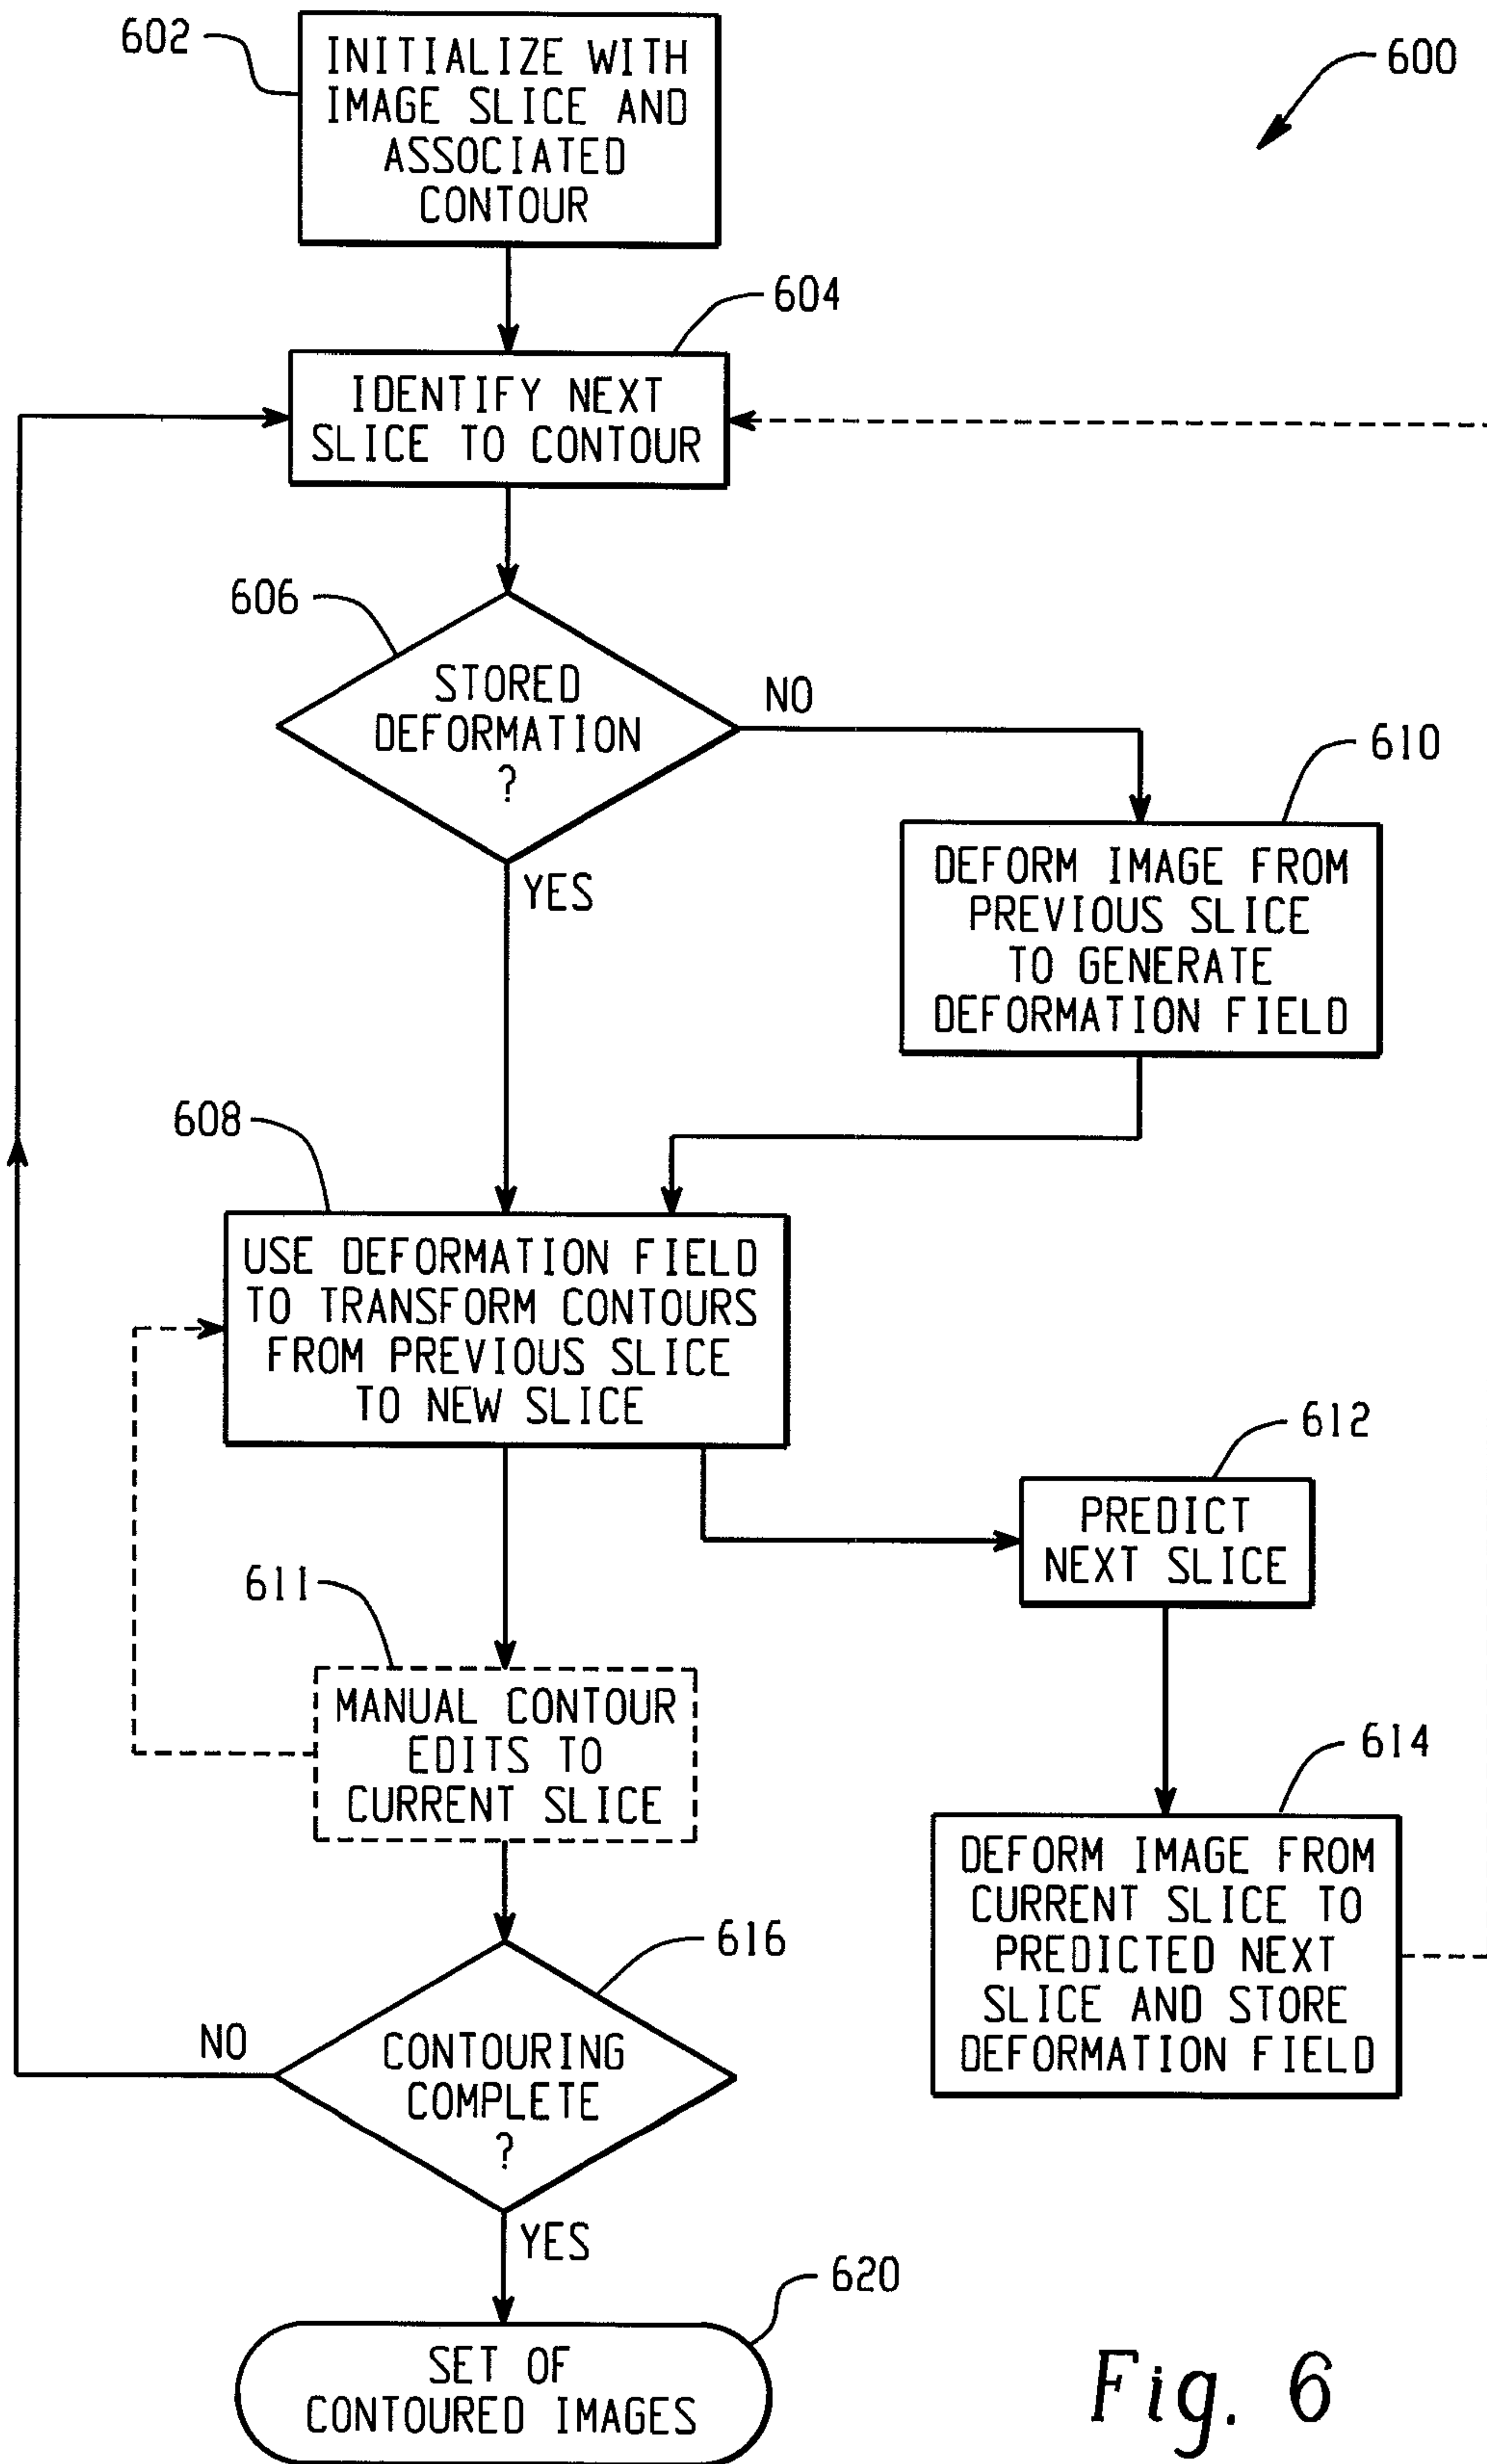 602
INITIALIZE WITH
IMAGE SLICE AND
ASSOCIATED
CONTOUR
600
604
IDENTIFY NEXT
SLICE TO CONTOUR
606
STORED
DEFORMATION
?
NO
YES
610
DEFORM IMAGE FROM
PREVIOUS SLICE
TO GENERATE
DEFORMATION FIELD
608
USE DEFORMATION FIELD
TO TRANSFORM CONTOURS
FROM PREVIOUS SLICE
TO NEW SLICE
612
PREDICT
NEXT SLICE
611
MANUAL CONTOUR
EDITS TO
CURRENT SLICE
614
DEFORM IMAGE FROM
CURRENT SLICE TO
PREDICTED NEXT
SLICE AND STORE
DEFORMATION FIELD
616
CONTOURING
COMPLETE
?
NO
YES
620
SET OF
CONTOURED IMAGES
Fig. 6